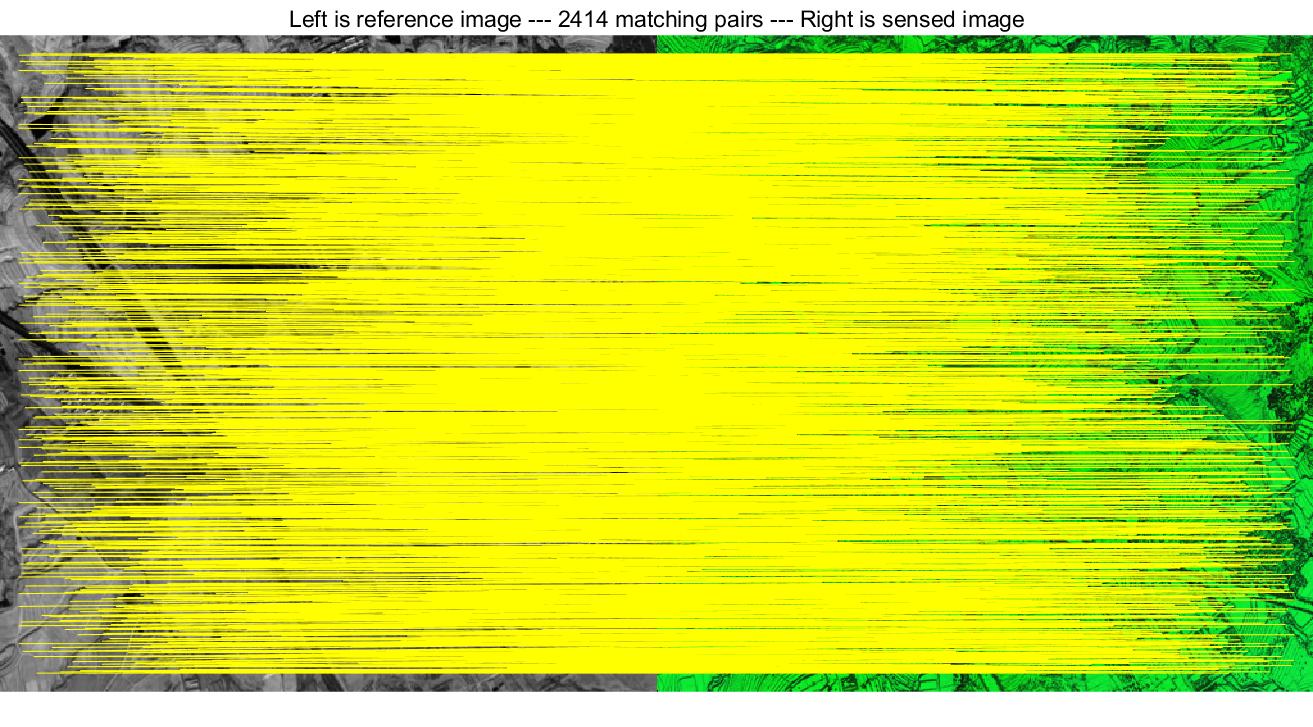 Left is reference image --- 2414 matching pairs --- Right is sensed image